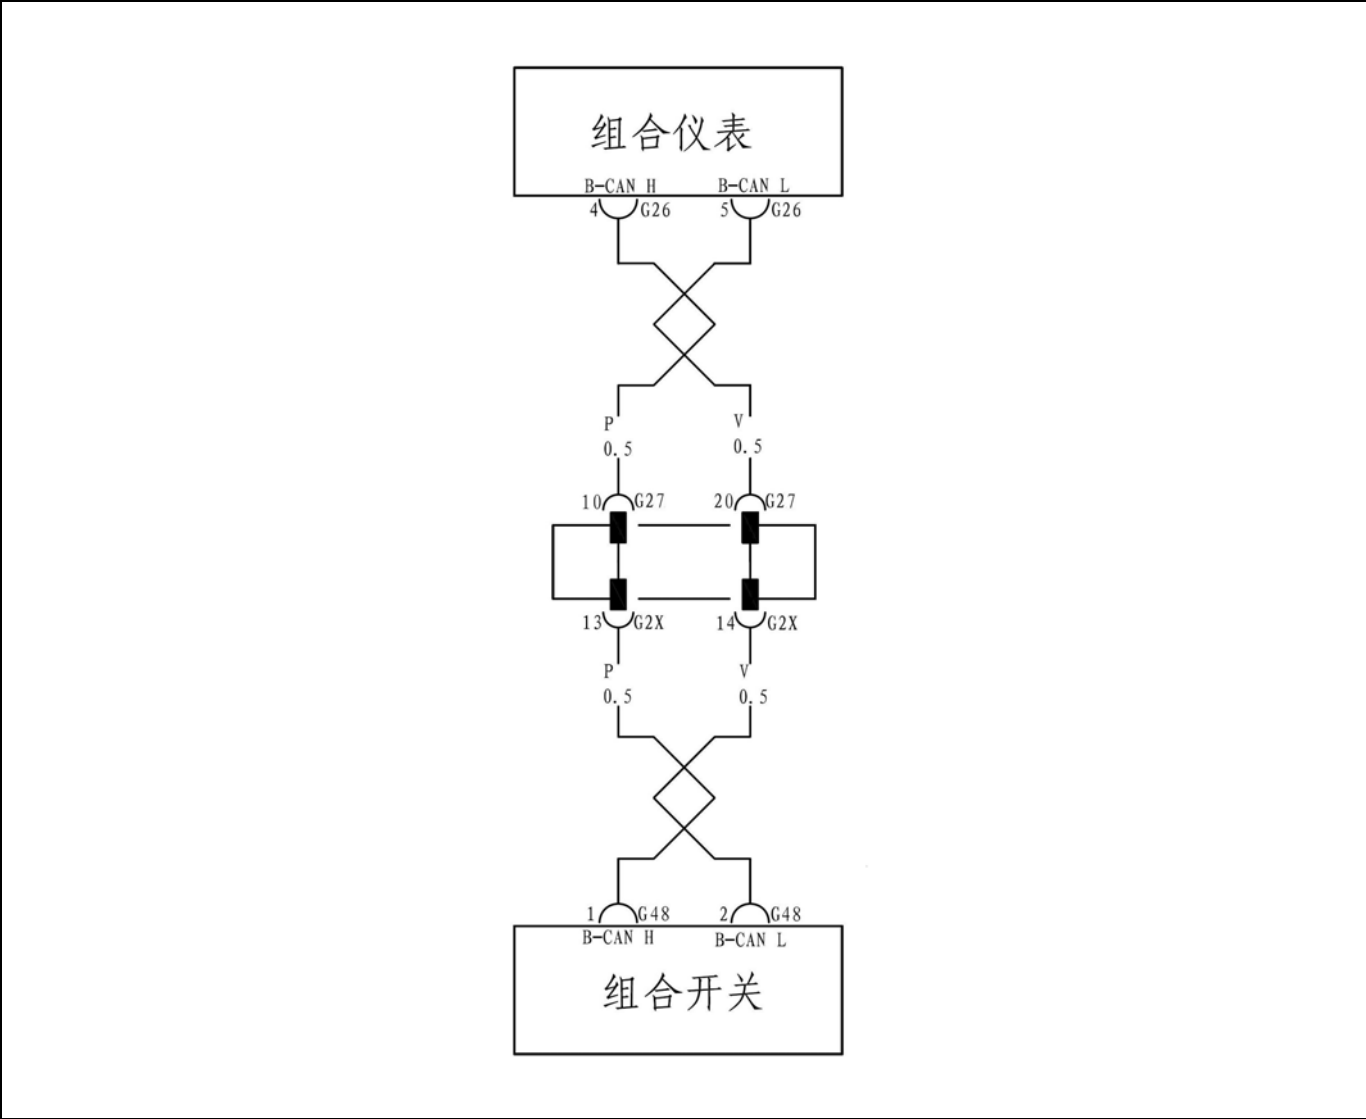 组合仪表
B-CAN H B-CAN L
4 G26 5 G26
P V
0.5 0.5
10 G27 20 G27
13 G2X 14 G2X
P V
0.5 0.5
1 G48 2 G48
B-CAN H B-CAN L
组合开关